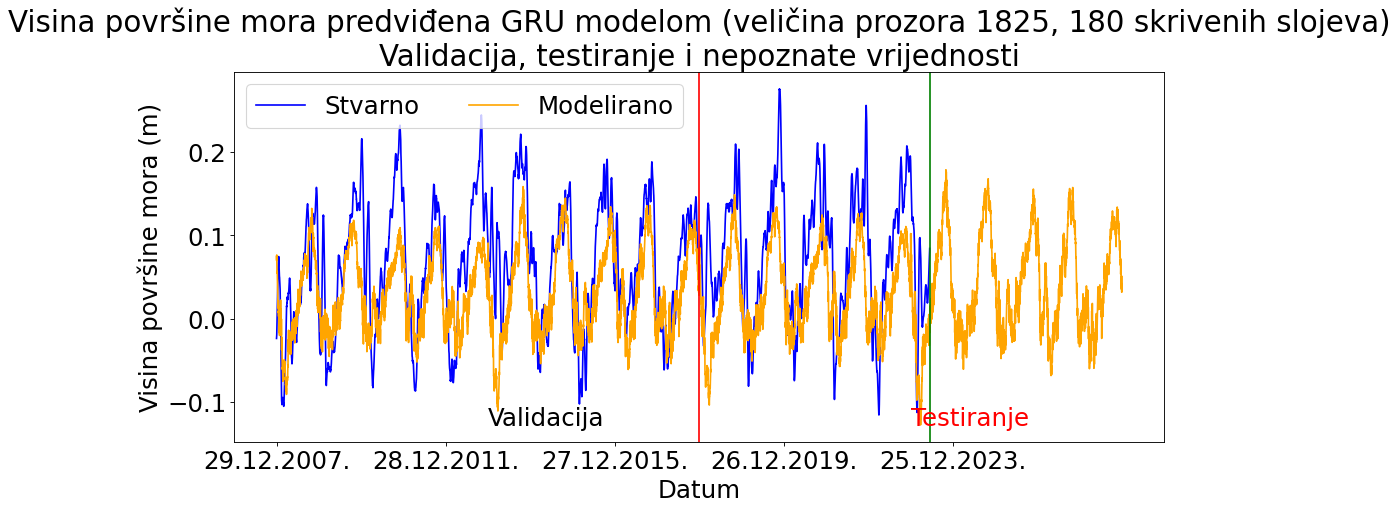 Visina površine mora predviđena GRU modelom (veličina prozora 1825, 180 skrivenih slojeva)
Validacija, testiranje i nepoznate vrijednosti
Stvarno
Modelirano
Visina površine mora (m)
0.2
0.1
0.0
−0.1
Validacija
Testiranje
29.12.2007.
28.12.2011.
27.12.2015.
26.12.2019.
25.12.2023.
Datum